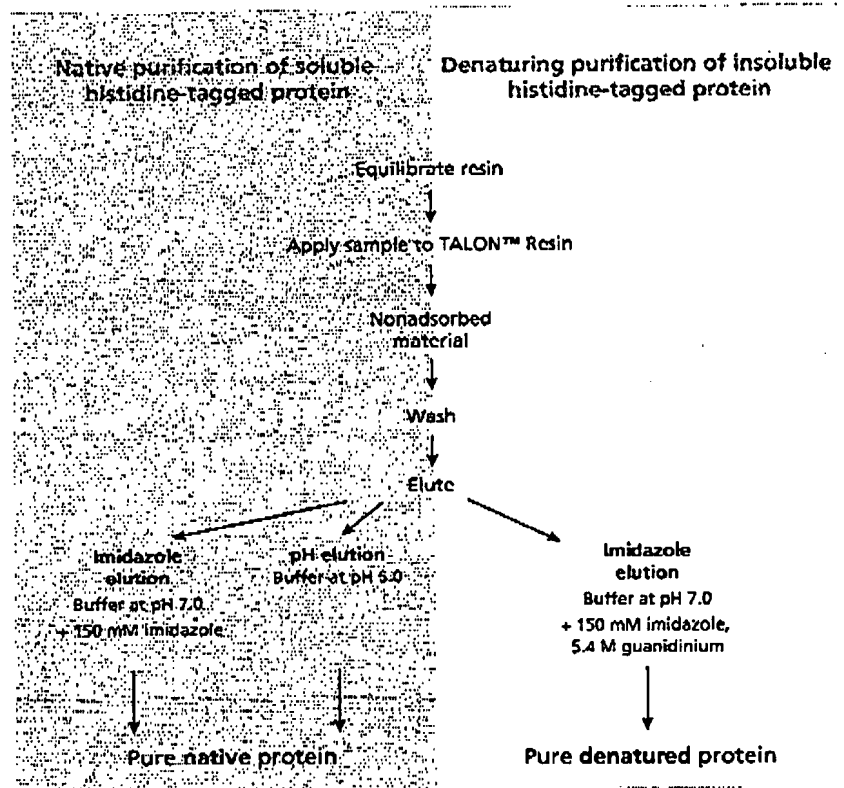 Native purification of soluble
histidine-tagged protein
Denaturing purification of insoluble
histidine-tagged protein
Equilibrate resin
Apply sample to TALON™ Resin
Nonadsorbed
material
Wash
Elute
Imidazole
elution
Buffer at pH 7.0
+ 150 mM imidazole
pH elution
Buffer at pH
Imidazole
elution
Buffer at pH 7.0
+ 150 mM imidazole,
5.4 M guanidinium
Pure native protein
Pure denatured protein